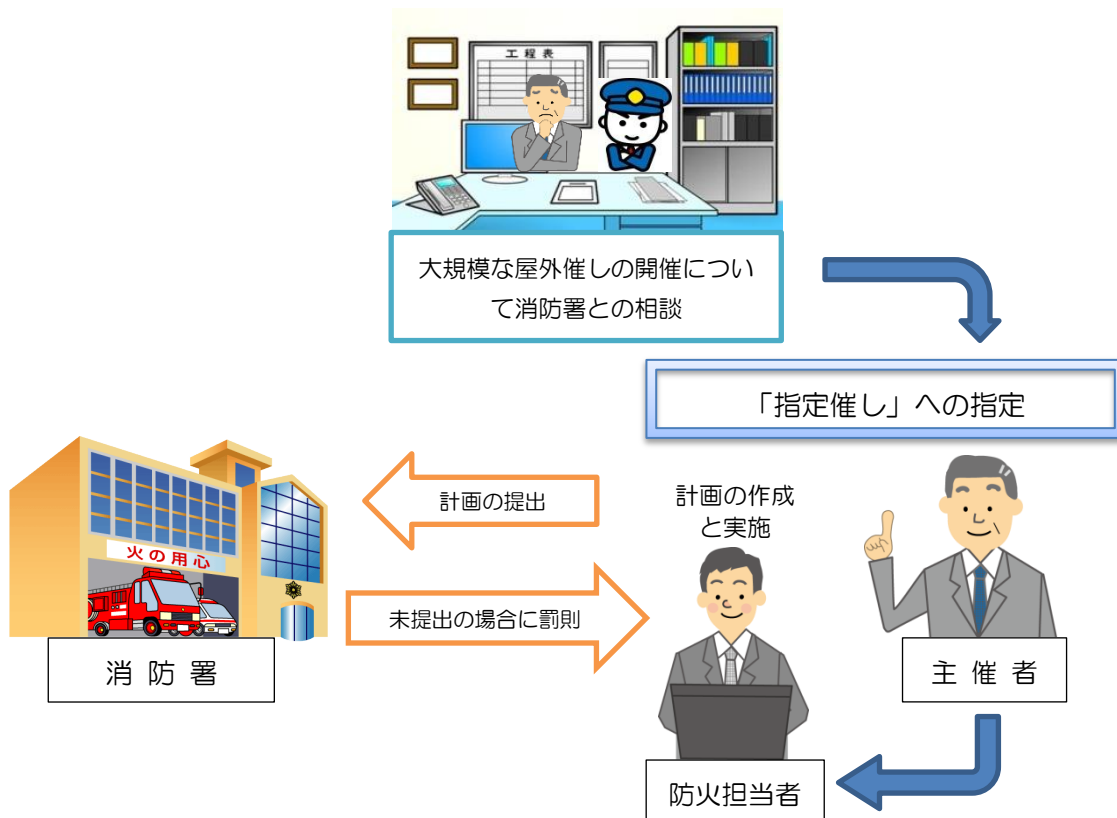 工程表
大規模な屋外催しの開催につい
て消防署との相談
「指定催し」への指定
計画の提出
計画の作成
と実施
火の用心
未提出の場合に罰則
消防署
主催者
防火担当者